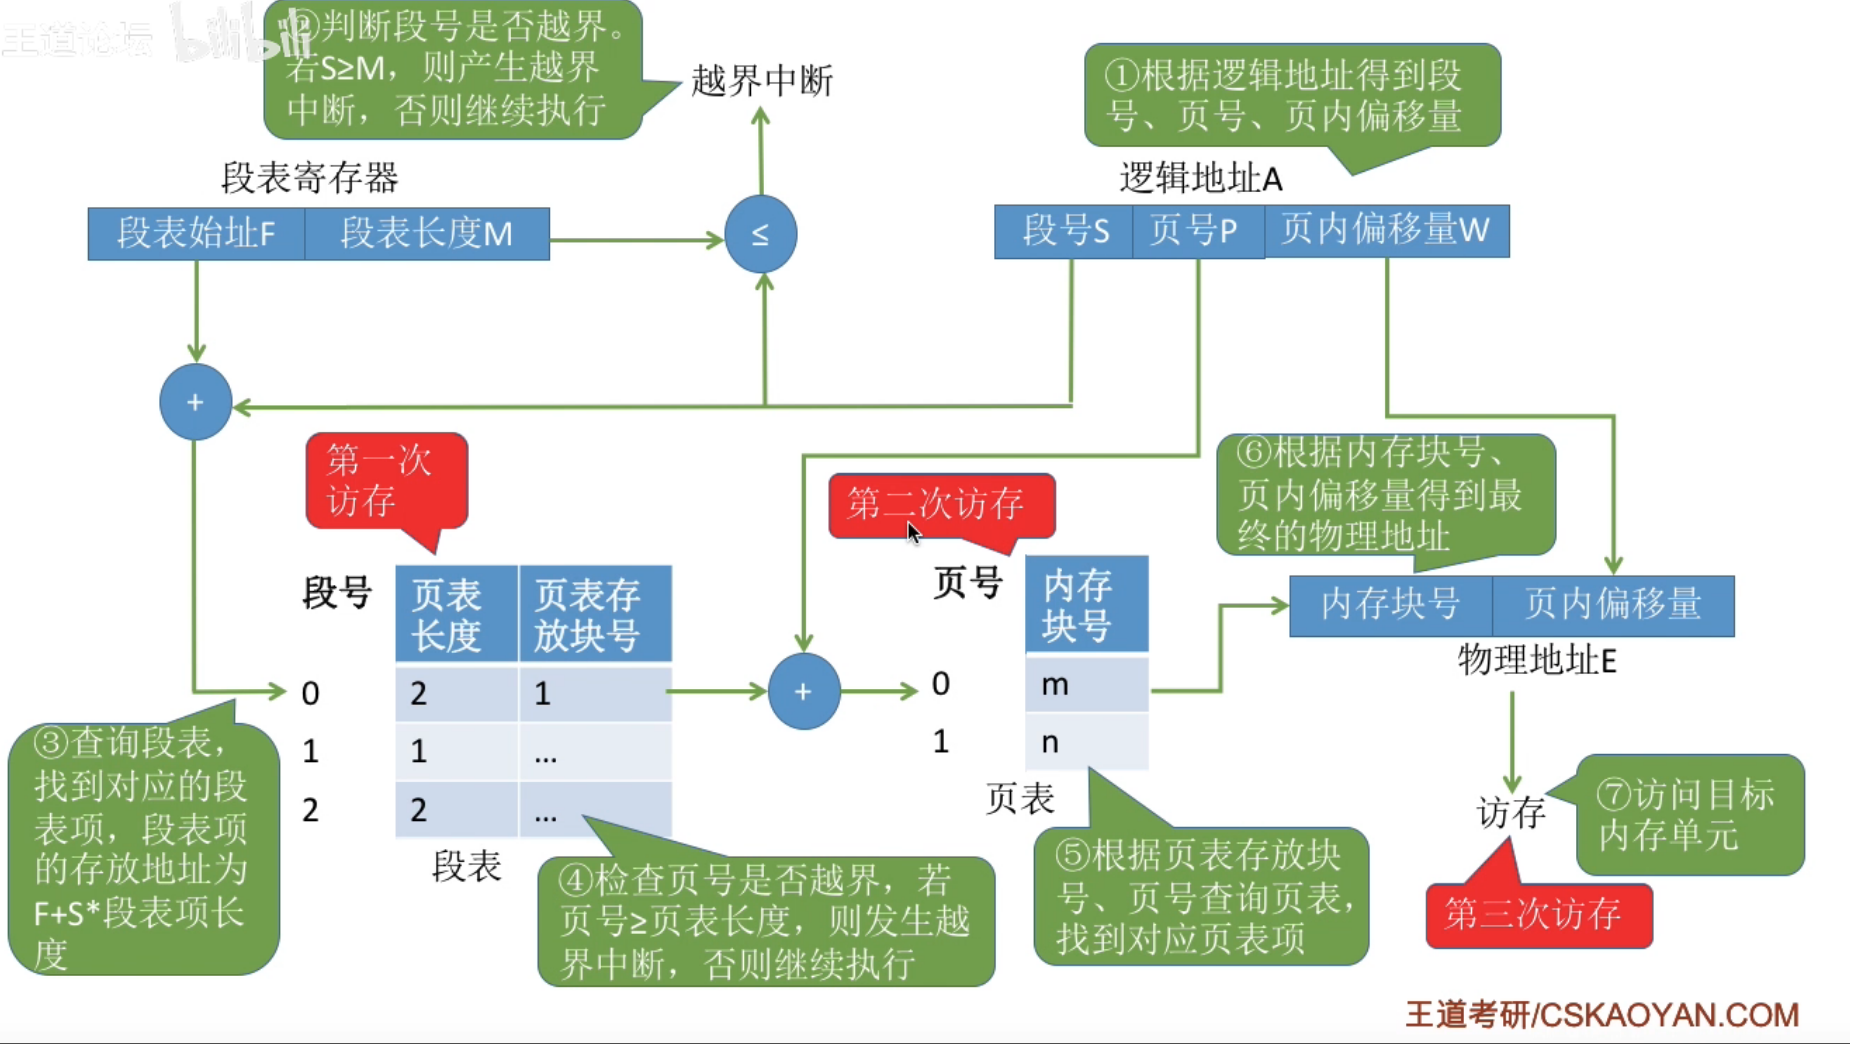 王道论坛 bilibili
②判断段号是否越界。
若S≥M，则产生越界
中断，否则继续执行
越界中断
①根据逻辑地址得到段
号、页号、页内偏移量
段表寄存器
逻辑地址A
段表始址F 段表长度M
≤
段号S 页号P 页内偏移量W
+
第一次
访存
第二次访存
⑥根据内存块号、
页内偏移量得到最
终的物理地址
段号 页表
长度 页表存
放块号
0 2 1
1 1 ...
2 2 ...
段表
+
页号 内存
块号
0 m
1 n
页表
内存块号 页内偏移量
物理地址E
③查询段表，
找到对应的段
表项，段表项
的存放地址为
F+S*段表项长
度
④检查页号是否越界，若
页号≥页表长度，则发生越
界中断，否则继续执行
⑤根据页表存放块
号、页号查询页表，
找到对应页表项
访存
⑦访问目标
内存单元
第三次访存
王道考研/CSKAOYAN.COM